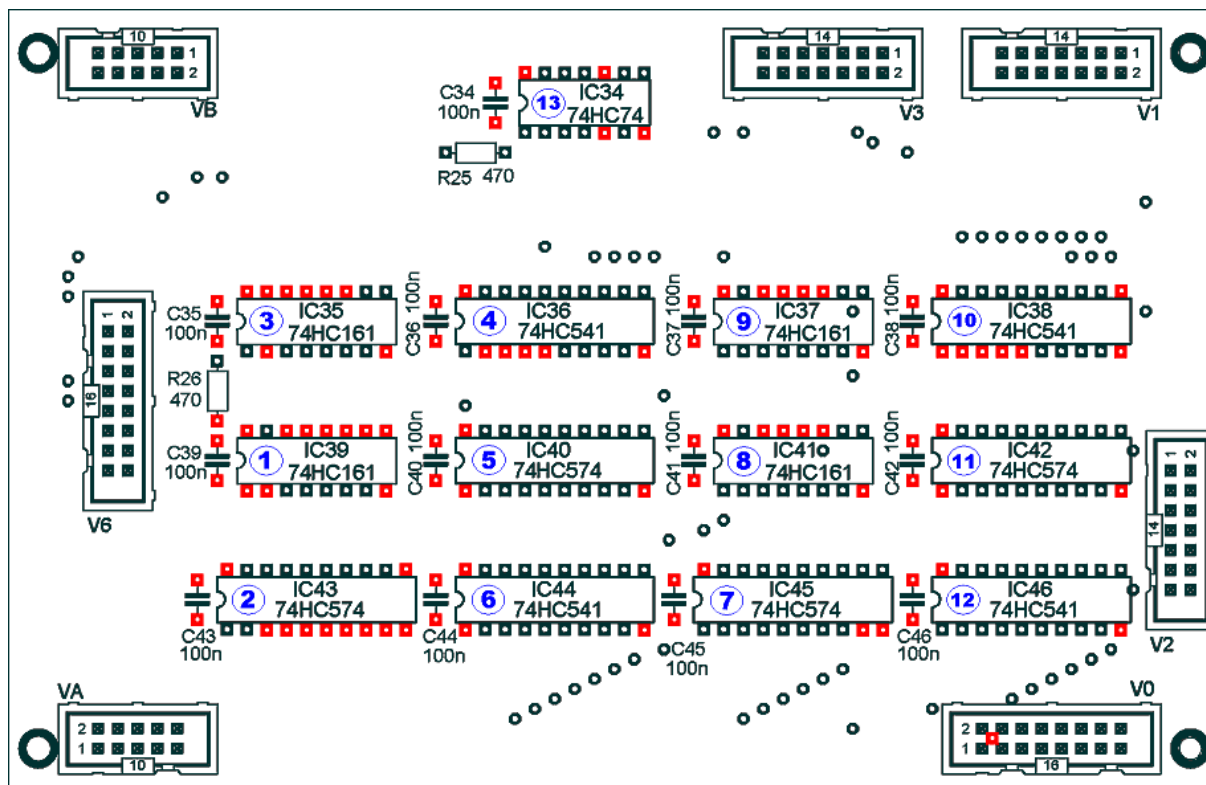 10
1
2
VB
C34
100n
13
IC34
74HC74
R25 470
14
1
2
V3
14
1
2
V1
1 2
16
V6
C35
100n
3
IC35
74HC161
R26
470
100n
C36
4
IC36
74HC541
100n
C37
9
IC37
74HC161
100n
C38
10
IC38
74HC541
C39
100n
1
IC39
74HC161
100n
C40
5
IC40
74HC574
100n
C41
8
IC41
74HC161
100n
C42
11
IC42
74HC574
1 2
14
V2
C43
100n
2
IC43
74HC574
C44
100n
6
IC44
74HC541
C45
100n
7
IC45
74HC574
C46
100n
12
IC46
74HC541
VA
2
1
10
V0
2
1
16